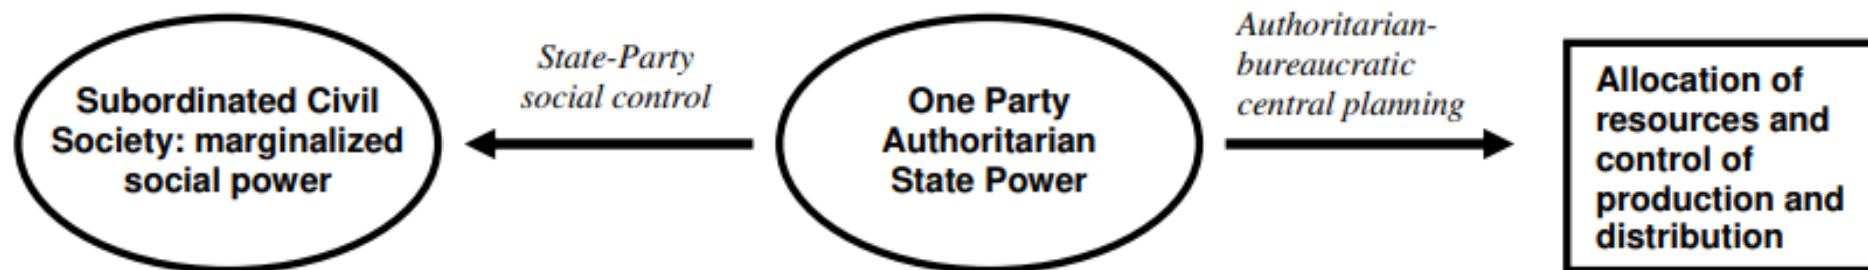 Subordinated Civil
Society: marginalized
social power
State-Party
social control
One Party
Authoritarian
State Power
Authoritarian-
bureaucratic
central planning
Allocation of
resources and
control of
production and
distribution